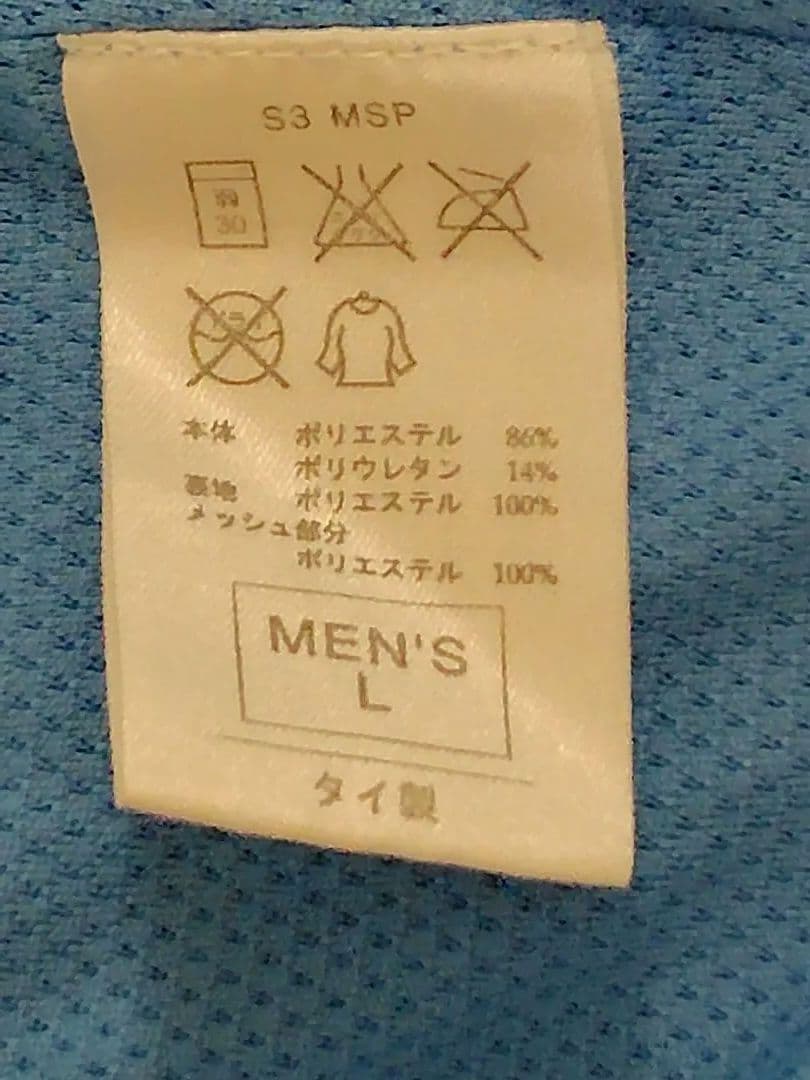 S3 MSP
弱
30
本体 ポリエステル 86%
ポリウレタン 14%
裏地 ポリエステル 100%
メッシュ部分
ポリエステル 100%
MEN'S
L
タイ製